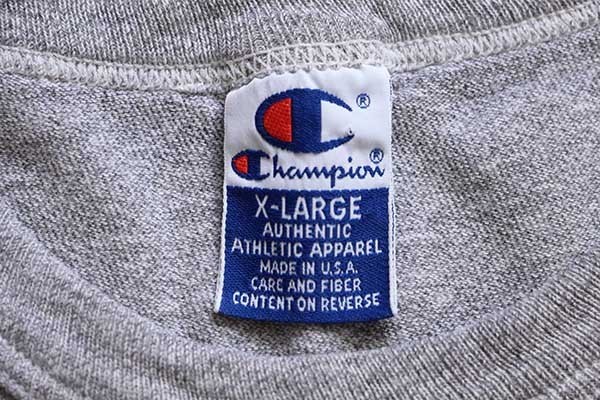 C®
Champion®
X-LARGE
AUTHENTIC
ATHLETIC APPAREL
MADE IN U.S.A.
CARE AND FIBER
CONTENT ON REVERSE